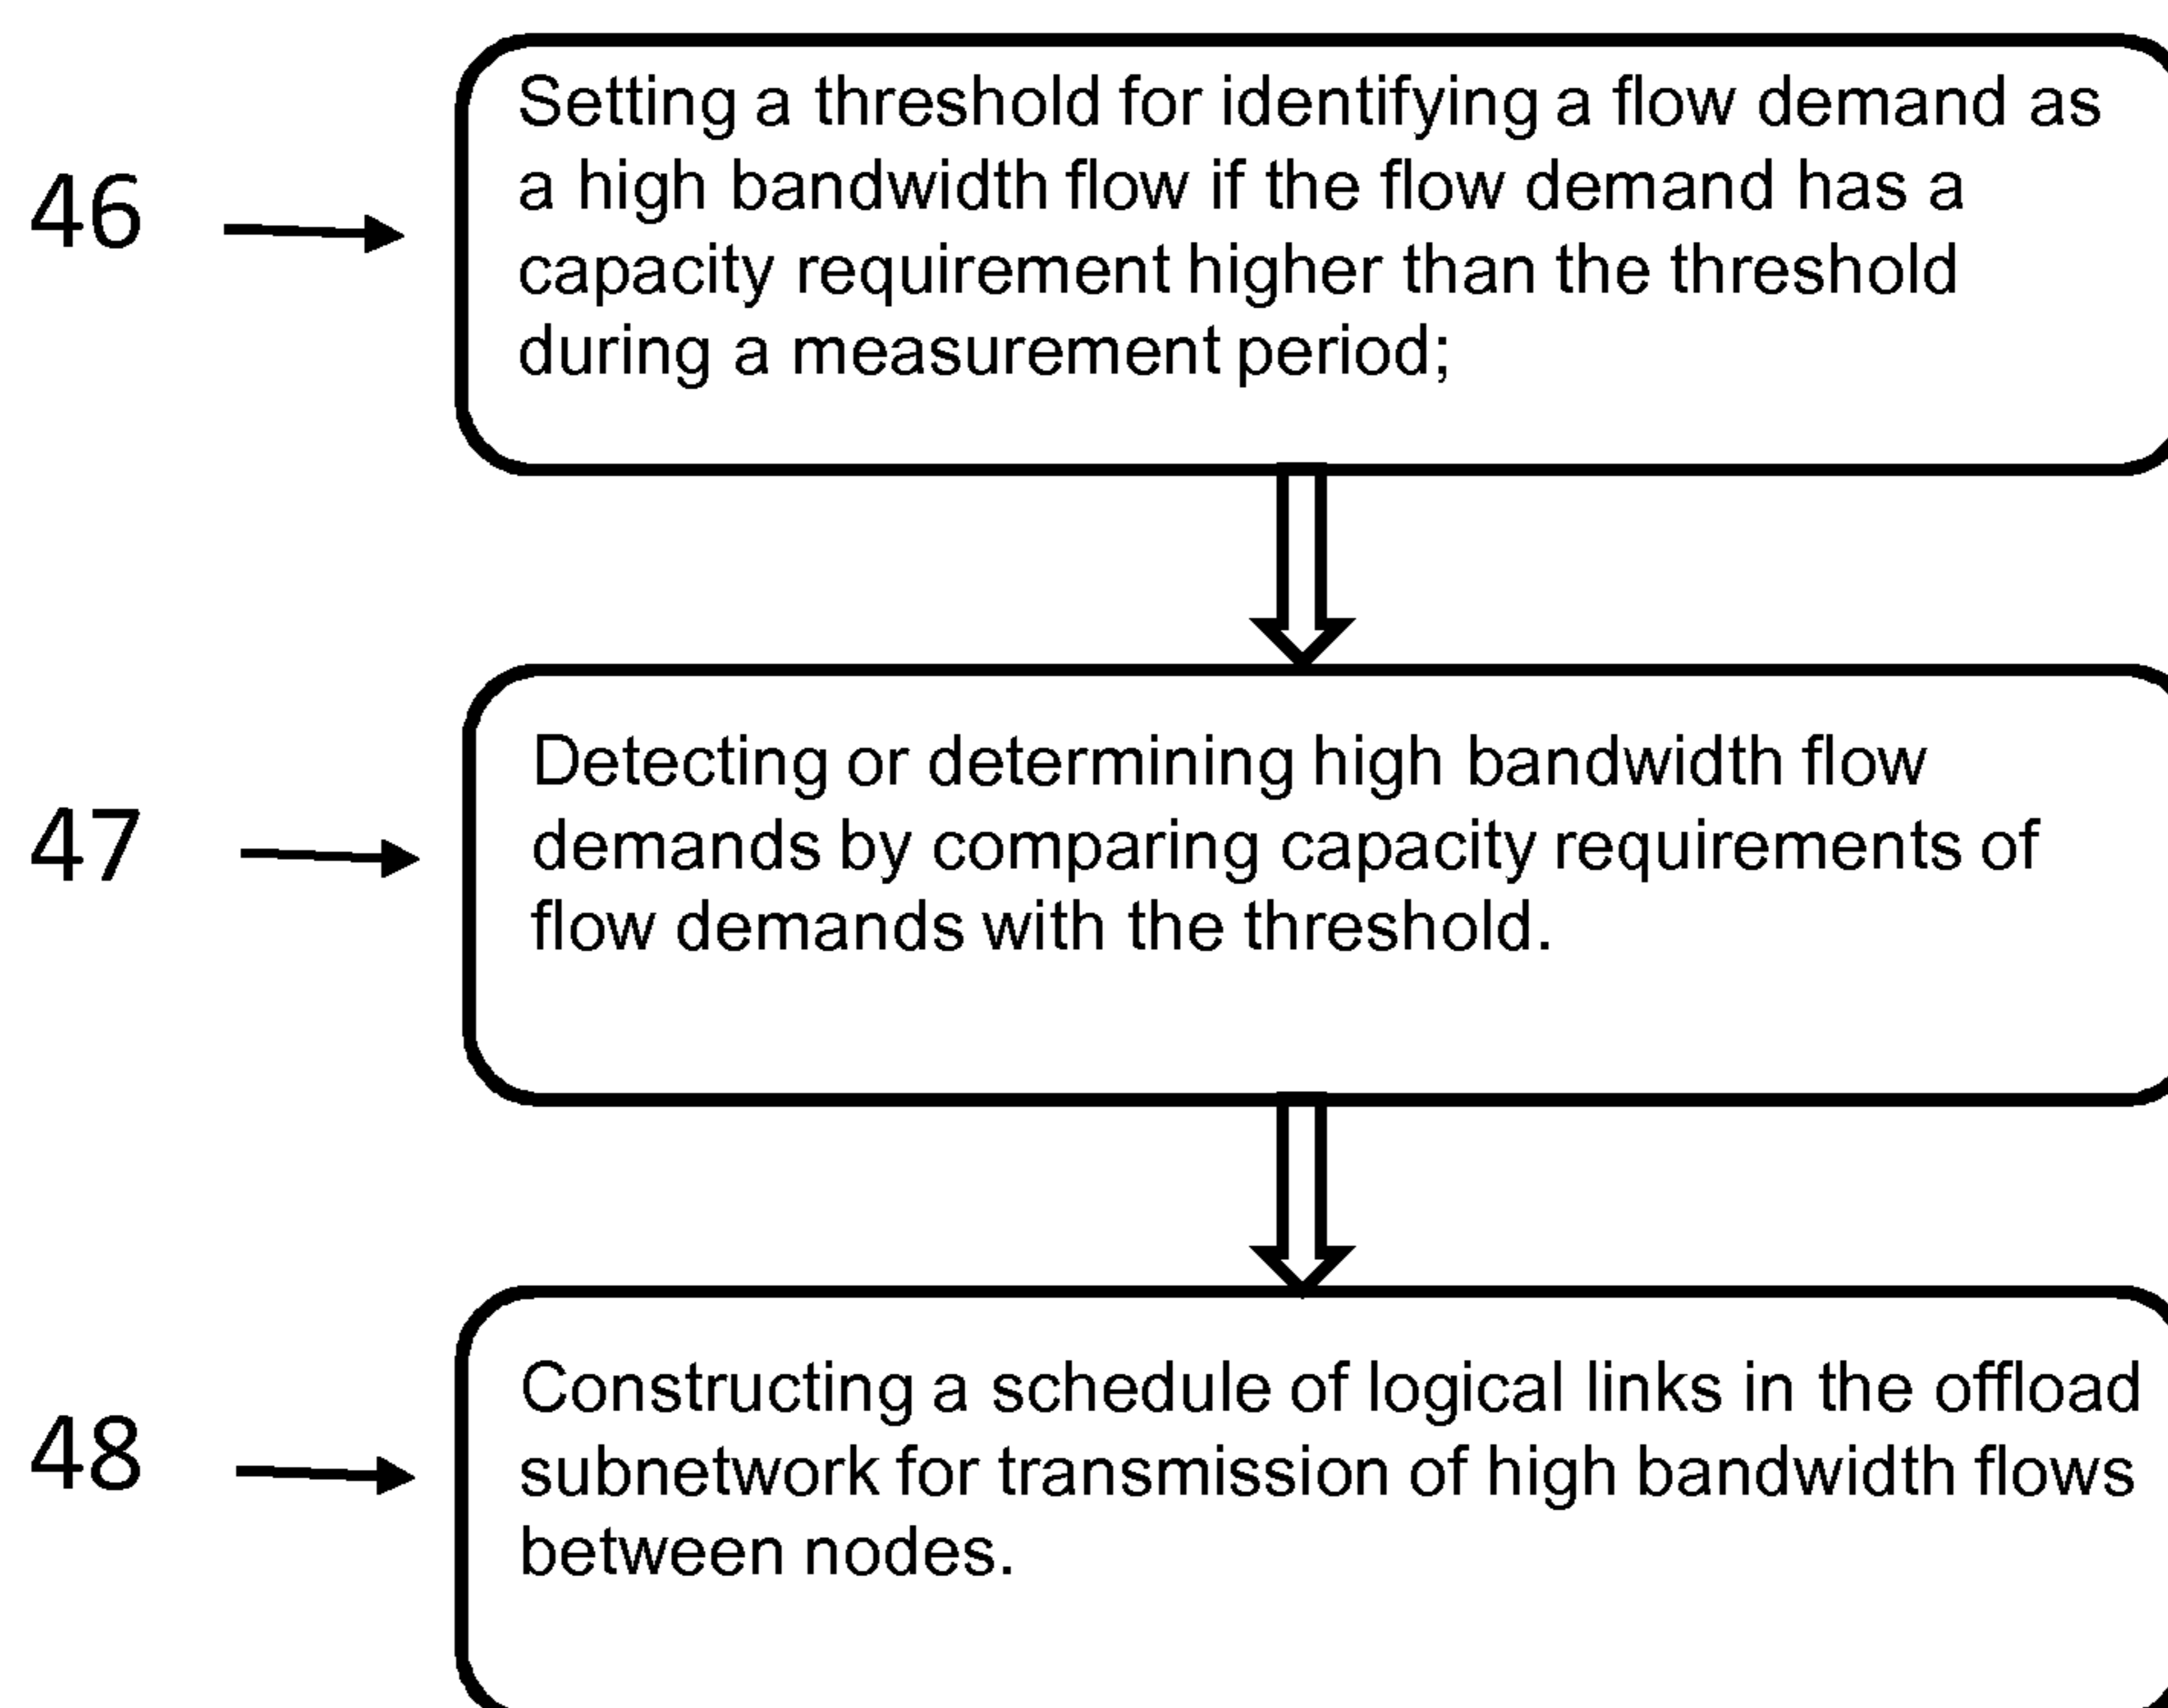 46
Setting a threshold for identifying a flow demand as
a high bandwidth flow if the flow demand has a
capacity requirement higher than the threshold
during a measurement period;
47
Detecting or determining high bandwidth flow
demands by comparing capacity requirements of
flow demands with the threshold.
48
Constructing a schedule of logical links in the offload
subnetwork for transmission of high bandwidth flows
between nodes.